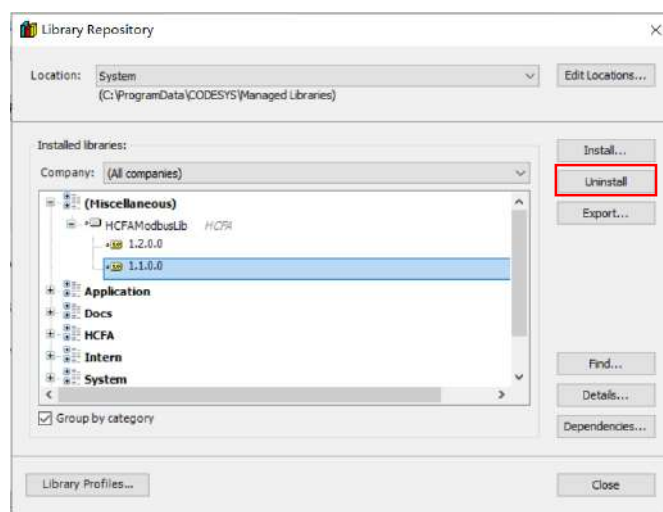 Library Repository
Location: System Edit Locations...
(C:\ProgramData\CODESYS\Managed Libraries)
Installed libraries:
Install...
Company: (All companies)
Uninstall
(Miscellaneous)
Export...
HCFAModbusLib HCFA
1.2.0.0
1.1.0.0
Application
Docs
HCFA
Intern
Find...
System
Details...
Group by category
Dependencies...
Library Profiles... Close